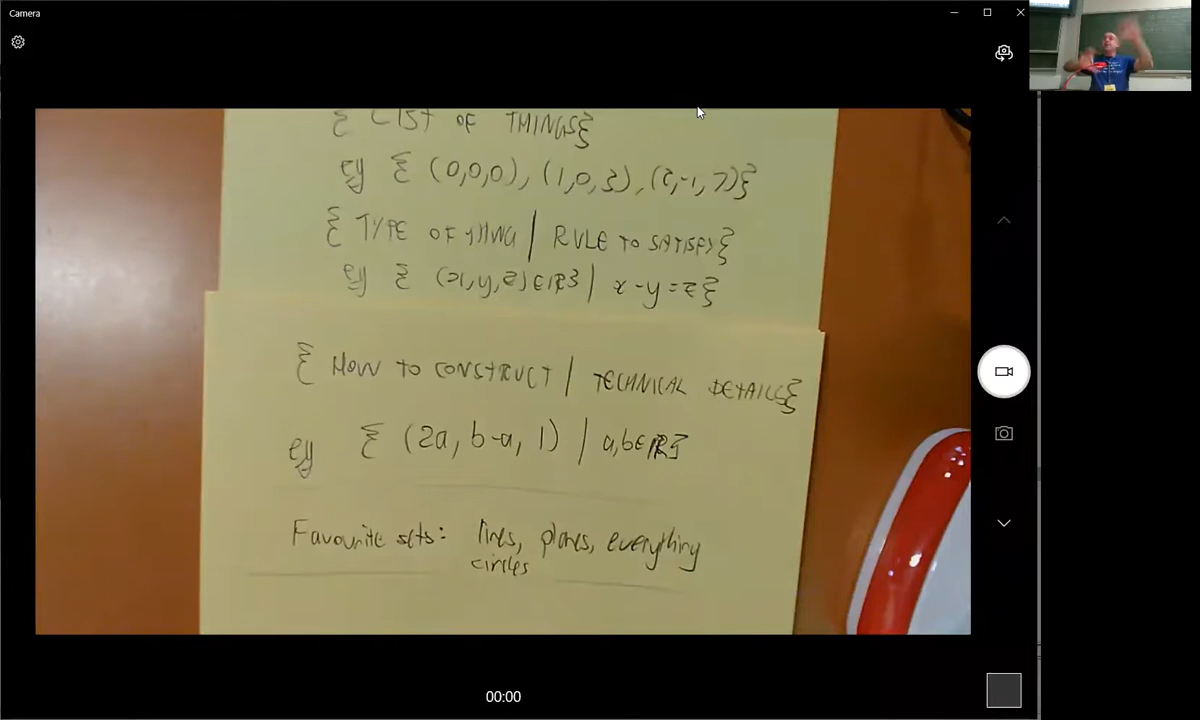 Camera
{ LIST OF THINGS}
eg { (0,0,0), (1,0,3), (2,-1,7)}
{ TYPE OF THING | RULE TO SATISFY}
eg { (x,y,z)∈ℝ3 | x-y=z}
{ HOW TO CONSTRUCT | TECHNICAL DETAILS}
eg { (2a, b-a, 1) | a,b∈ℝ}
Favourite sets: lines, planes, everything
circles
00:00